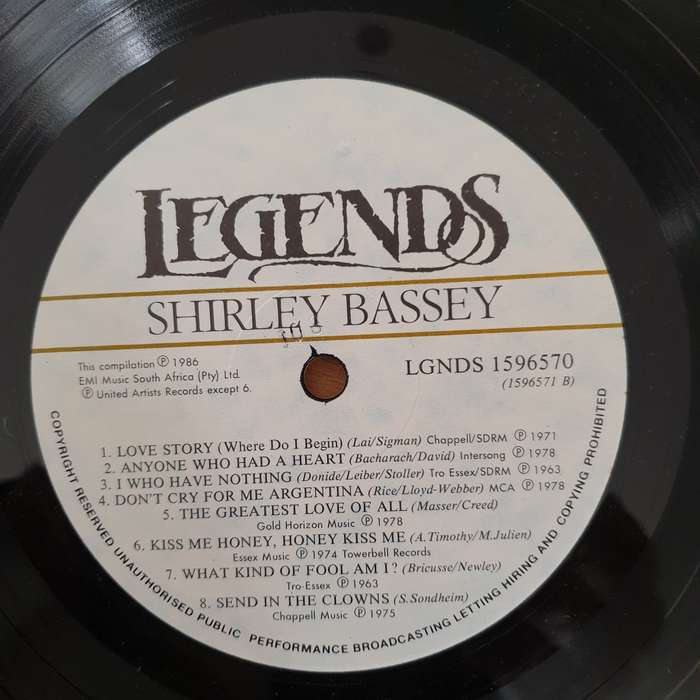 LEGENDS
SHIRLEY BASSEY
This compilation ℗ 1986
EMI Music South Africa (Pty) Ltd.
℗ United Artists Records except 6.
LGNDS 1596570
(1596571 B)
1. LOVE STORY (Where Do I Begin) (Lai/Sigman) Chappell/SDRM ℗ 1971
2. ANYONE WHO HAD A HEART (Bacharach/David) Intersong ℗ 1978
3. I WHO HAVE NOTHING (Donide/Leiber/Stoller) Tro Essex/SDRM ℗ 1963
4. DON'T CRY FOR ME ARGENTINA (Rice/Lloyd-Webber) MCA ℗ 1978
5. THE GREATEST LOVE OF ALL (Masser/Creed)
Gold Horizon Music ℗ 1978
6. KISS ME HONEY, HONEY KISS ME (A.Timothy/M.Julien)
Essex Music ℗ 1974 Towerbell Records
7. WHAT KIND OF FOOL AM I? (Bricusse/Newley)
Tro-Essex ℗ 1963
8. SEND IN THE CLOWNS (S.Sondheim)
Chappell Music ℗ 1975
COPYRIGHT RESERVED UNAUTHORISED PUBLIC PERFORMANCE BROADCASTING LETTING HIRING AND COPYING PROHIBITED